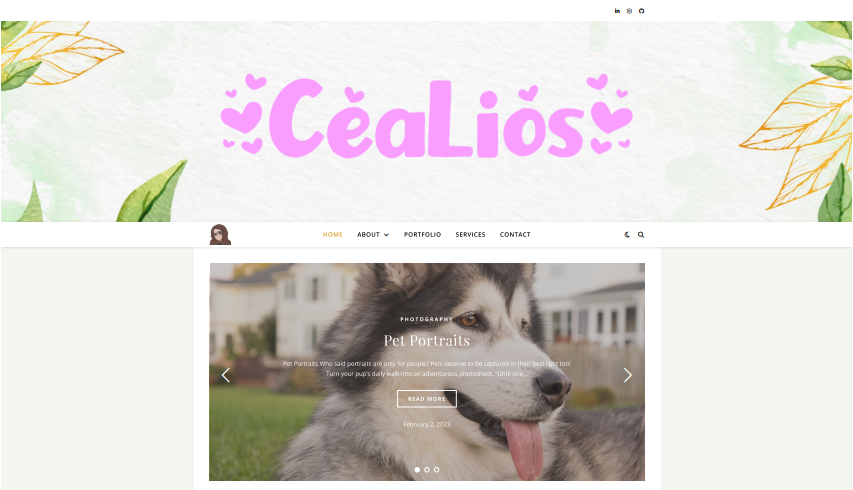 CéaLiós
HOME ABOUT PORTFOLIO SERVICES CONTACT
PHOTOGRAPHY
Pet Portraits
Pet Portraits Who said portraits are only for people? Pets deserve to be captured in their best light too!
Turn your pup's daily walk into an adventurous photoshoot. "Until one...
READ MORE
February 2, 2023